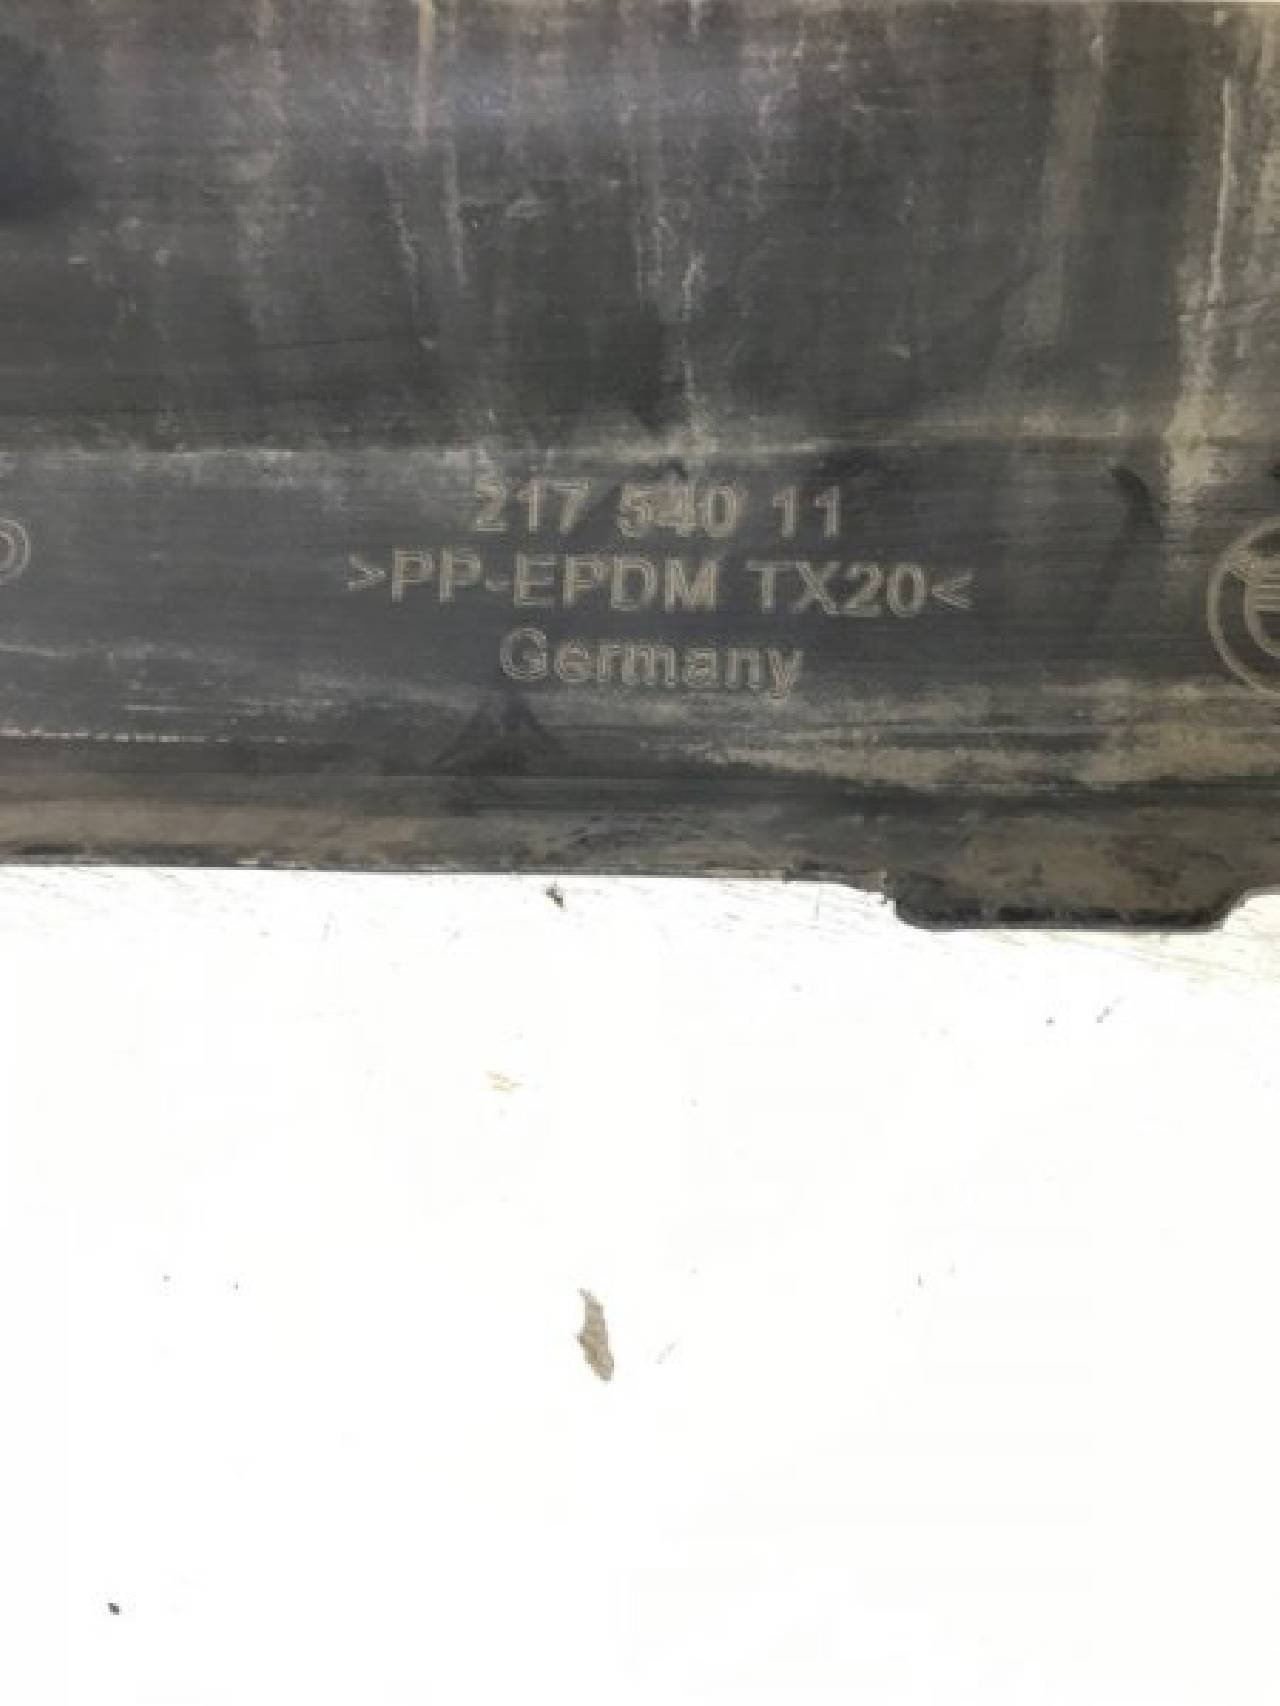 217 540 11
>PP-EPDM TX20<
Germany